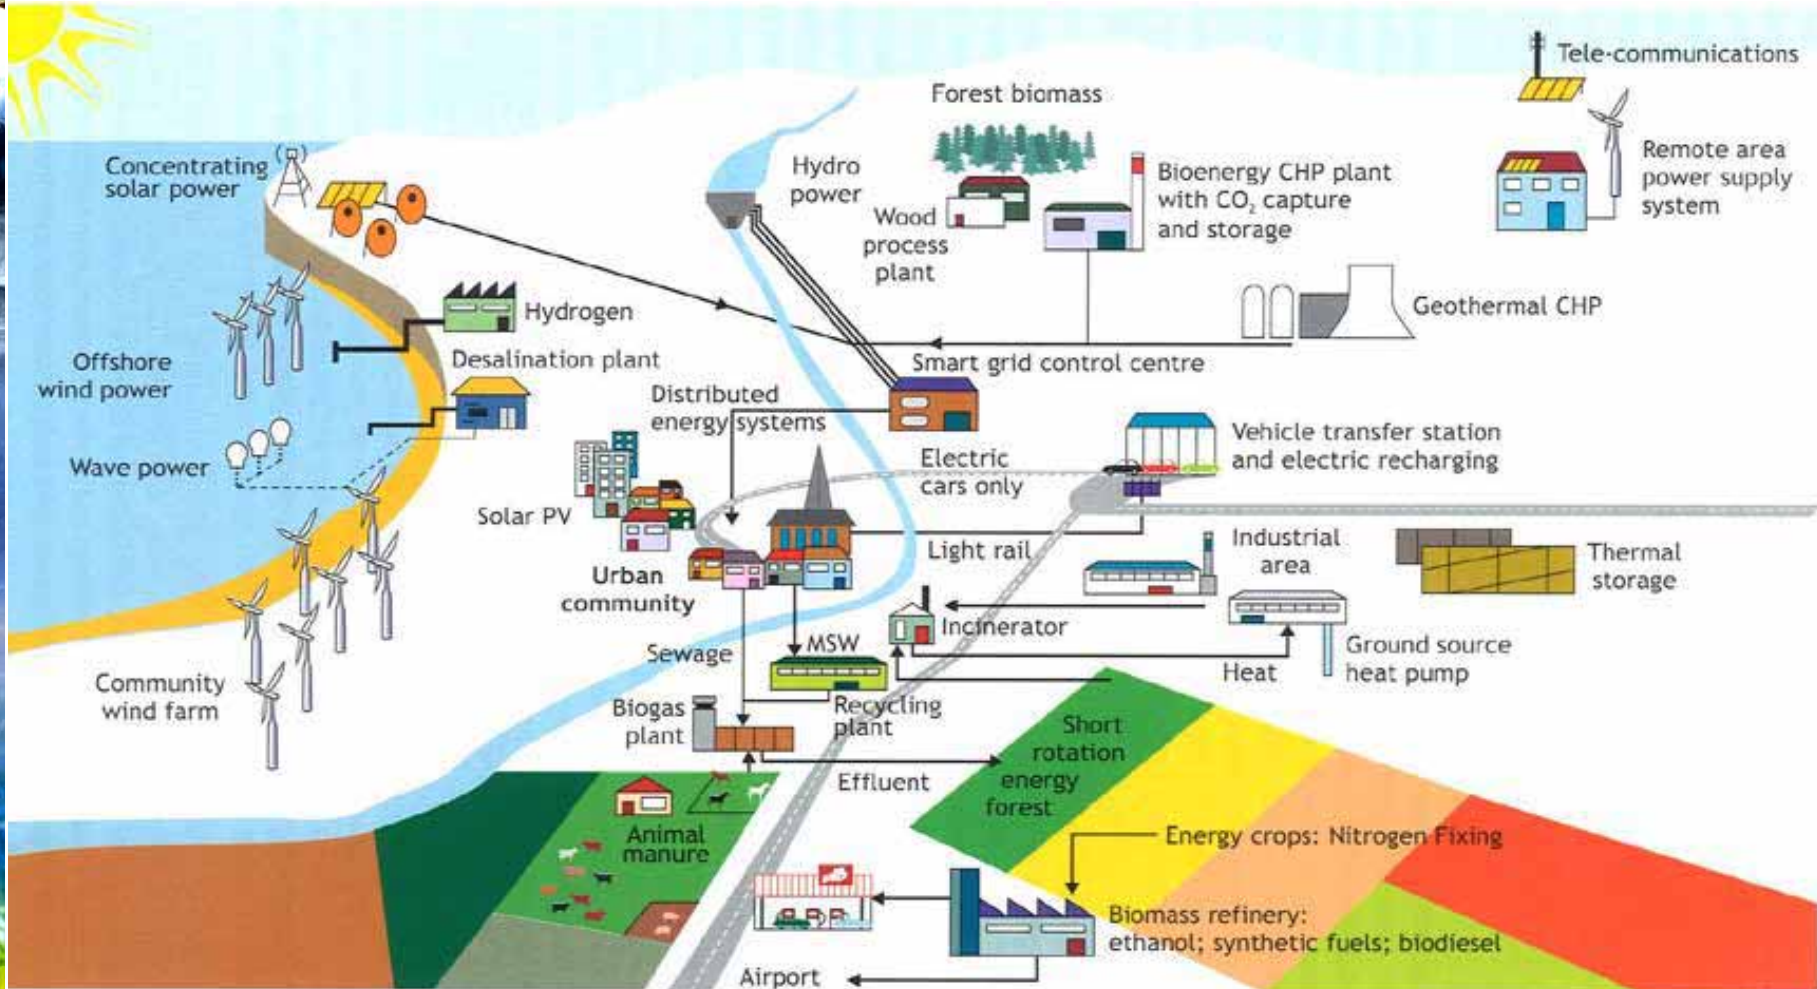 Tele-communications
Forest biomass
Concentrating
solar power
Hydro
power
Bioenergy CHP plant
with CO₂ capture
and storage
Remote area
power supply
system
Wood
process
plant
Hydrogen
Geothermal CHP
Offshore
wind power
Desalination plant
Smart grid control centre
Distributed
energy systems
Wave power
Electric
cars only
Vehicle transfer station
and electric recharging
Solar PV
Light rail
Industrial
area
Thermal
storage
Urban
community
Incinerator
Sewage
MSW
Heat
Ground source
heat pump
Community
wind farm
Biogas
plant
Recycling
plant
Short
rotation
energy
forest
Effluent
Animal
manure
Energy crops: Nitrogen Fixing
Biomass refinery:
ethanol; synthetic fuels; biodiesel
Airport